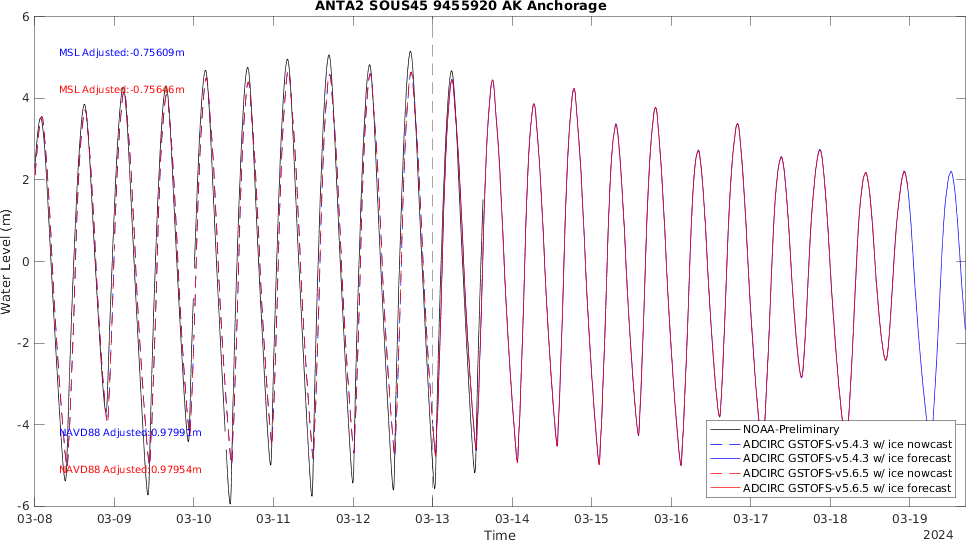 ANTA2 SOUS45 9455920 AK Anchorage
6
4
2
0
-2
-4
-6
Water Level (m)
MSL Adjusted:-0.75609m
MSL Adjusted:-0.75646m
NAVD88 Adjusted:0.97997m
NAVD88 Adjusted:0.97954m
NOAA-Preliminary
ADCIRC GSTOFS-v5.4.3 w/ ice nowcast
ADCIRC GSTOFS-v5.4.3 w/ ice forecast
ADCIRC GSTOFS-v5.6.5 w/ ice nowcast
ADCIRC GSTOFS-v5.6.5 w/ ice forecast
03-08 03-09 03-10 03-11 03-12 03-13 03-14 03-15 03-16 03-17 03-18 03-19
Time
2024